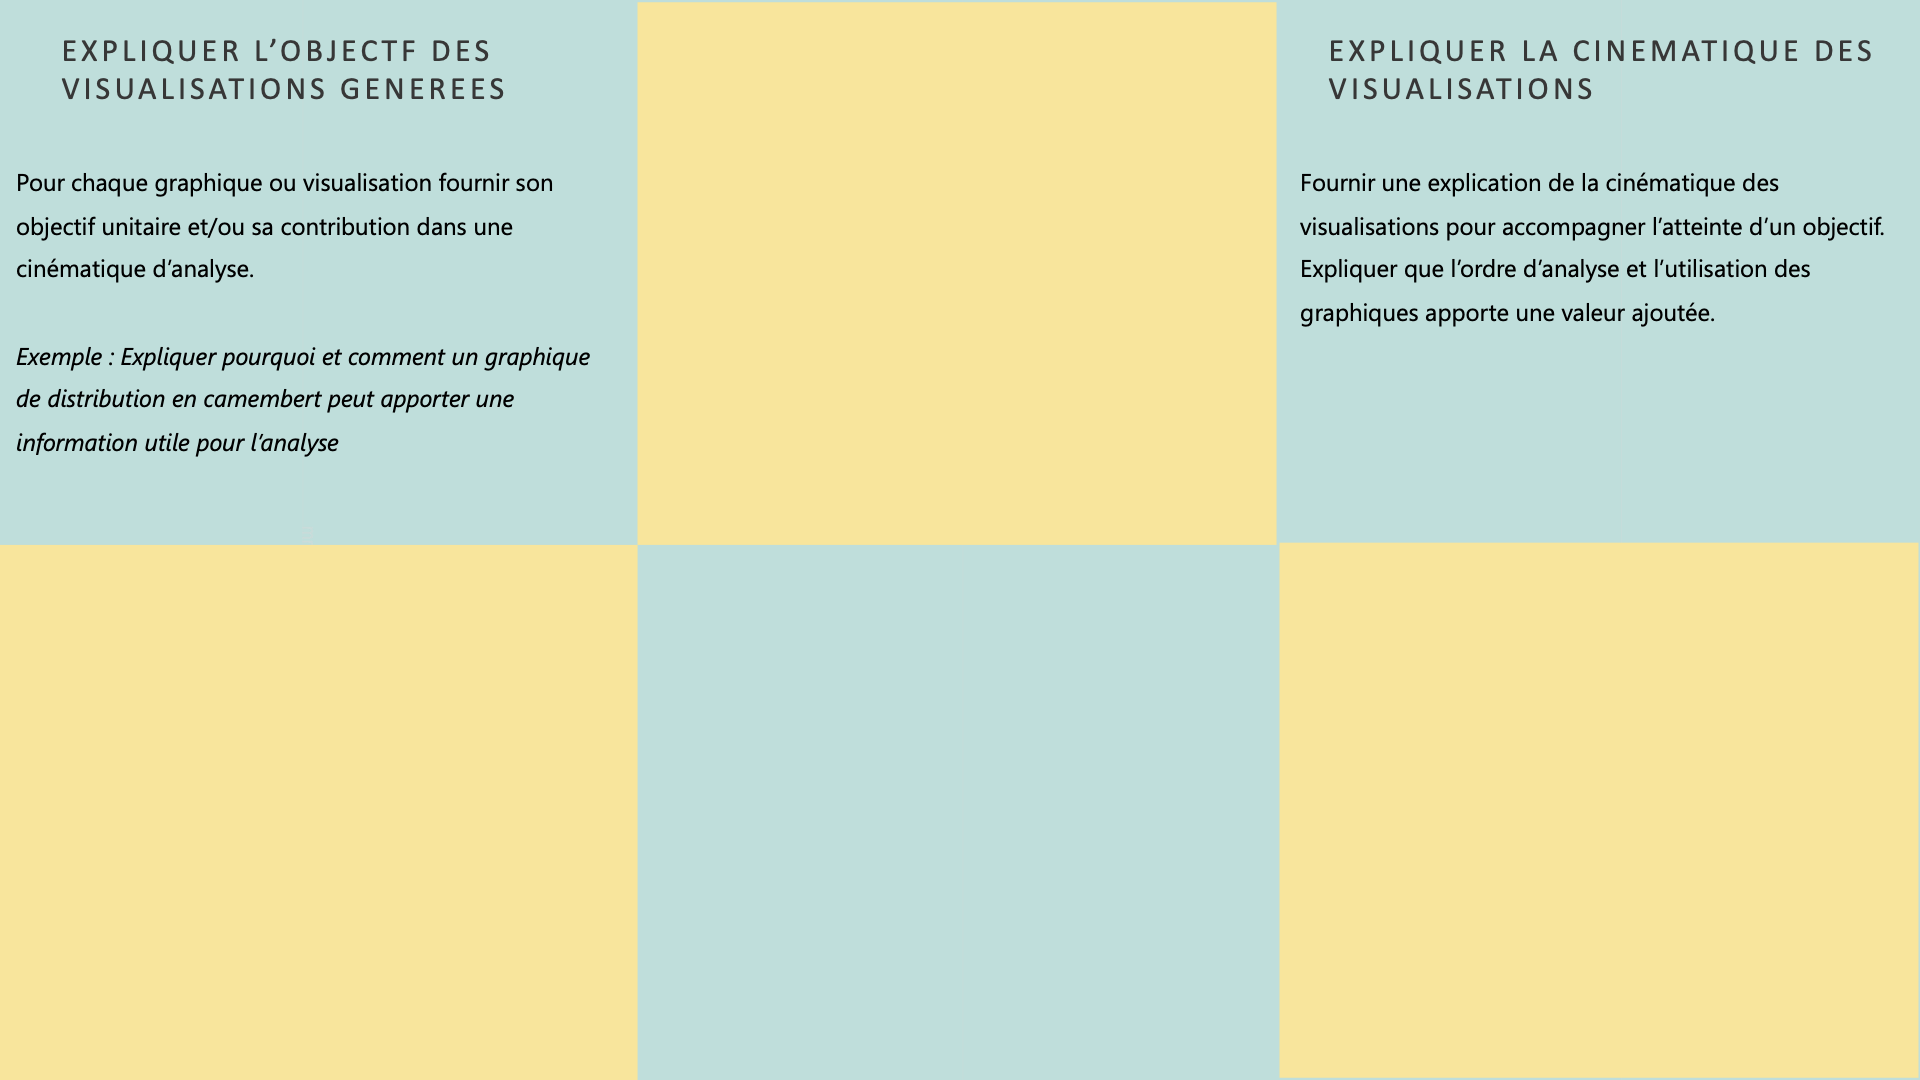 EXPLIQUER L’OBJECTF DES
VISUALISATIONS GENEREES
Pour chaque graphique ou visualisation fournir son
objectif unitaire et/ou sa contribution dans une
cinématique d’analyse.
Exemple : Expliquer pourquoi et comment un graphique
de distribution en camembert peut apporter une
information utile pour l’analyse
EXPLIQUER LA CINEMATIQUE DES
VISUALISATIONS
Fournir une explication de la cinématique des
visualisations pour accompagner l’atteinte d’un objectif.
Expliquer que l’ordre d’analyse et l’utilisation des
graphiques apporte une valeur ajoutée.